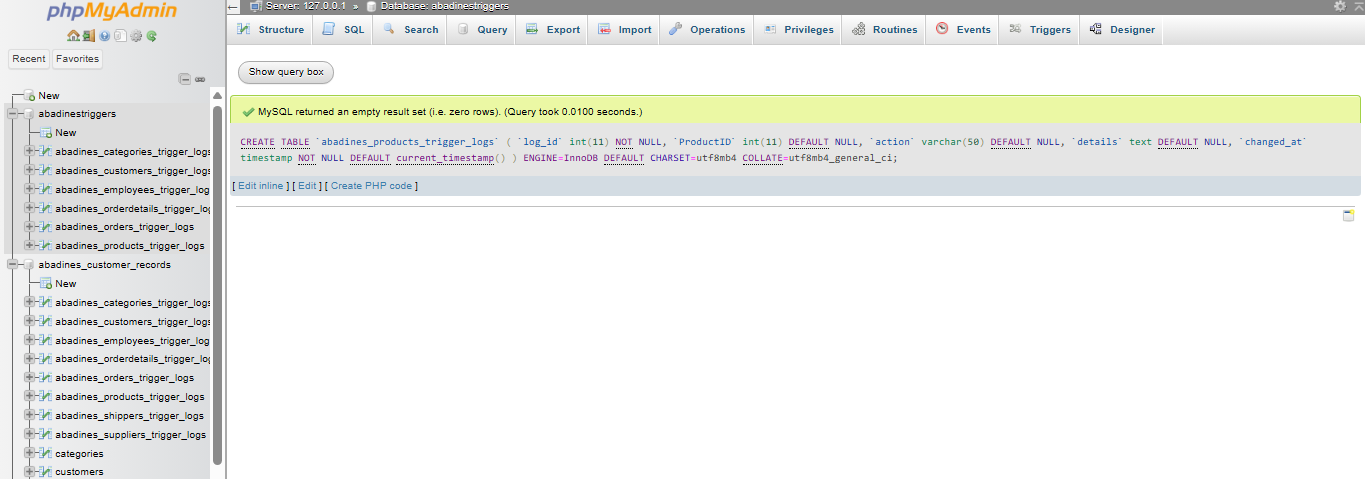 phpMyAdmin
Recent Favorites
New
abadinestriggers
New
abadines_categories_trigger_logs
abadines_customers_trigger_logs
abadines_employees_trigger_log
abadines_orderdetails_trigger_log
abadines_orders_trigger_logs
abadines_products_trigger_logs
abadines_customer_records
New
abadines_categories_trigger_logs
abadines_customers_trigger_logs
abadines_employees_trigger_log
abadines_orderdetails_trigger_log
abadines_orders_trigger_logs
abadines_products_trigger_logs
abadines_shippers_trigger_logs
abadines_suppliers_trigger_logs
categories
customers
Server: 127.0.0.1 » Database: abadinestriggers
Structure SQL Search Query Export Import Operations Privileges Routines Events Triggers Designer
Show query box
MySQL returned an empty result set (i.e. zero rows). (Query took 0.0100 seconds.)
CREATE TABLE `abadines_products_trigger_logs` ( `log_id` int(11) NOT NULL, `ProductID` int(11) DEFAULT NULL, `action` varchar(50) DEFAULT NULL, `details` text DEFAULT NULL, `changed_at`
timestamp NOT NULL DEFAULT current_timestamp() ) ENGINE=InnoDB DEFAULT CHARSET=utf8mb4 COLLATE=utf8mb4_general_ci;
[ Edit inline ] [ Edit ] [ Create PHP code ]